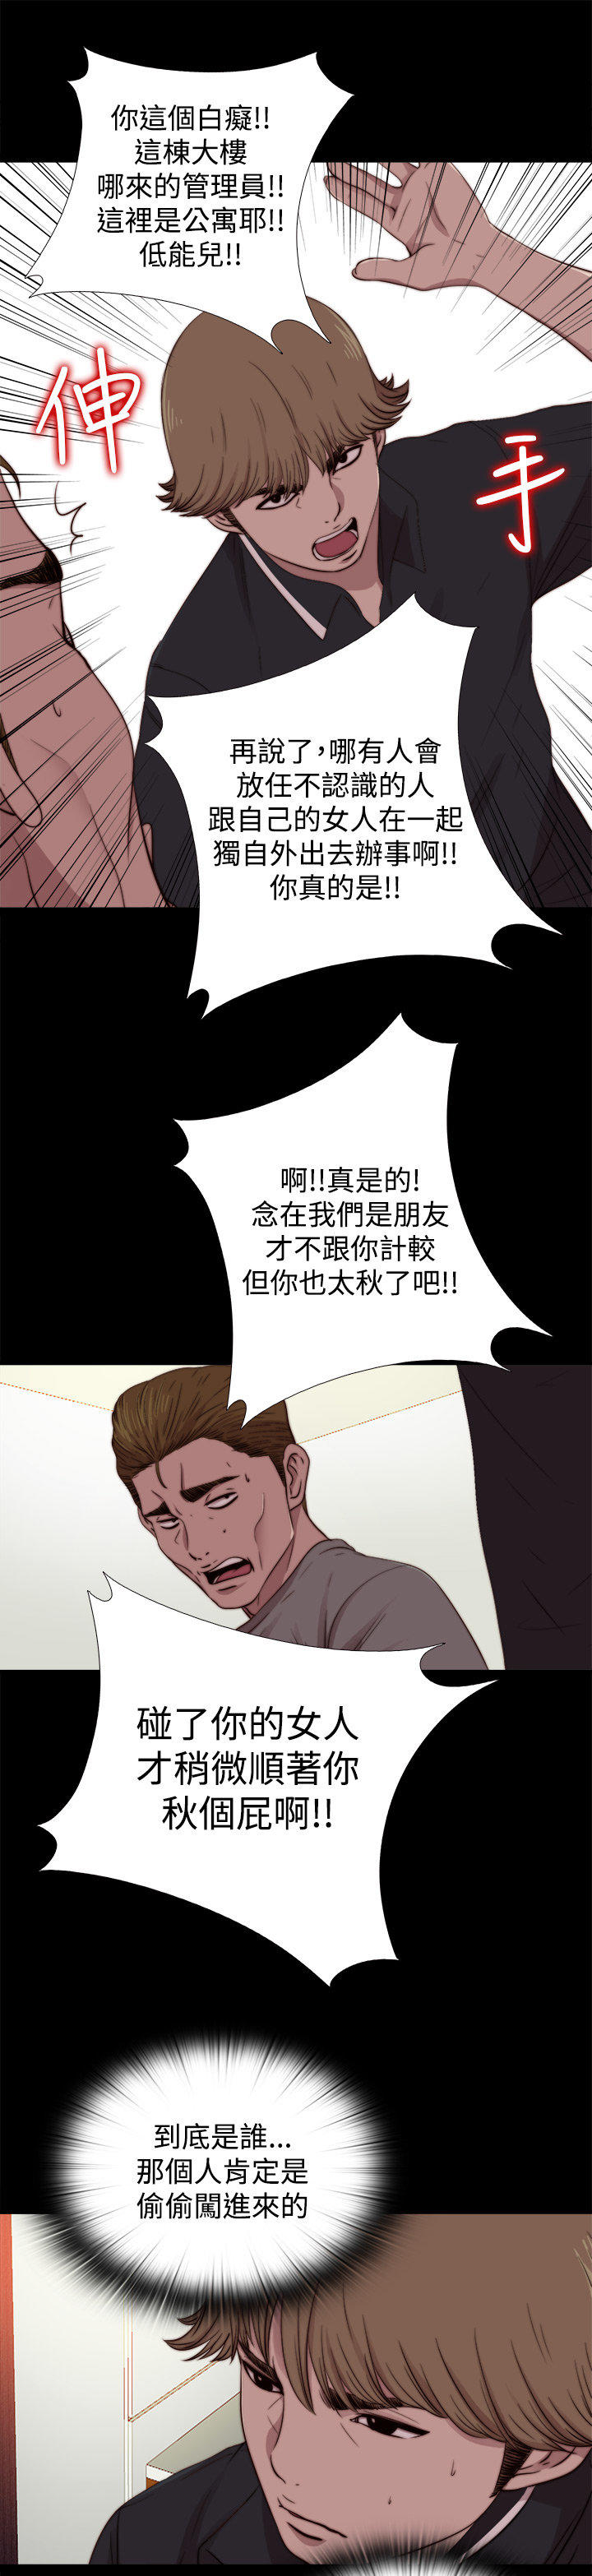 你這個白癡!!
這棟大樓
哪來的管理員!!
這裡是公寓耶!!
低能兒!!
伸
手
再說了,哪有人會
放任不認識的人
跟自己的女人在一起
獨自外出去辦事啊!!
你真的是!!
啊!!真是的!
念在我們是朋友
才不跟你計較
但你也太秋了吧!!
碰了你的女人
才稍微順著你
秋個屁啊!!
到底是誰...
那個人肯定是
偷偷闖進來的